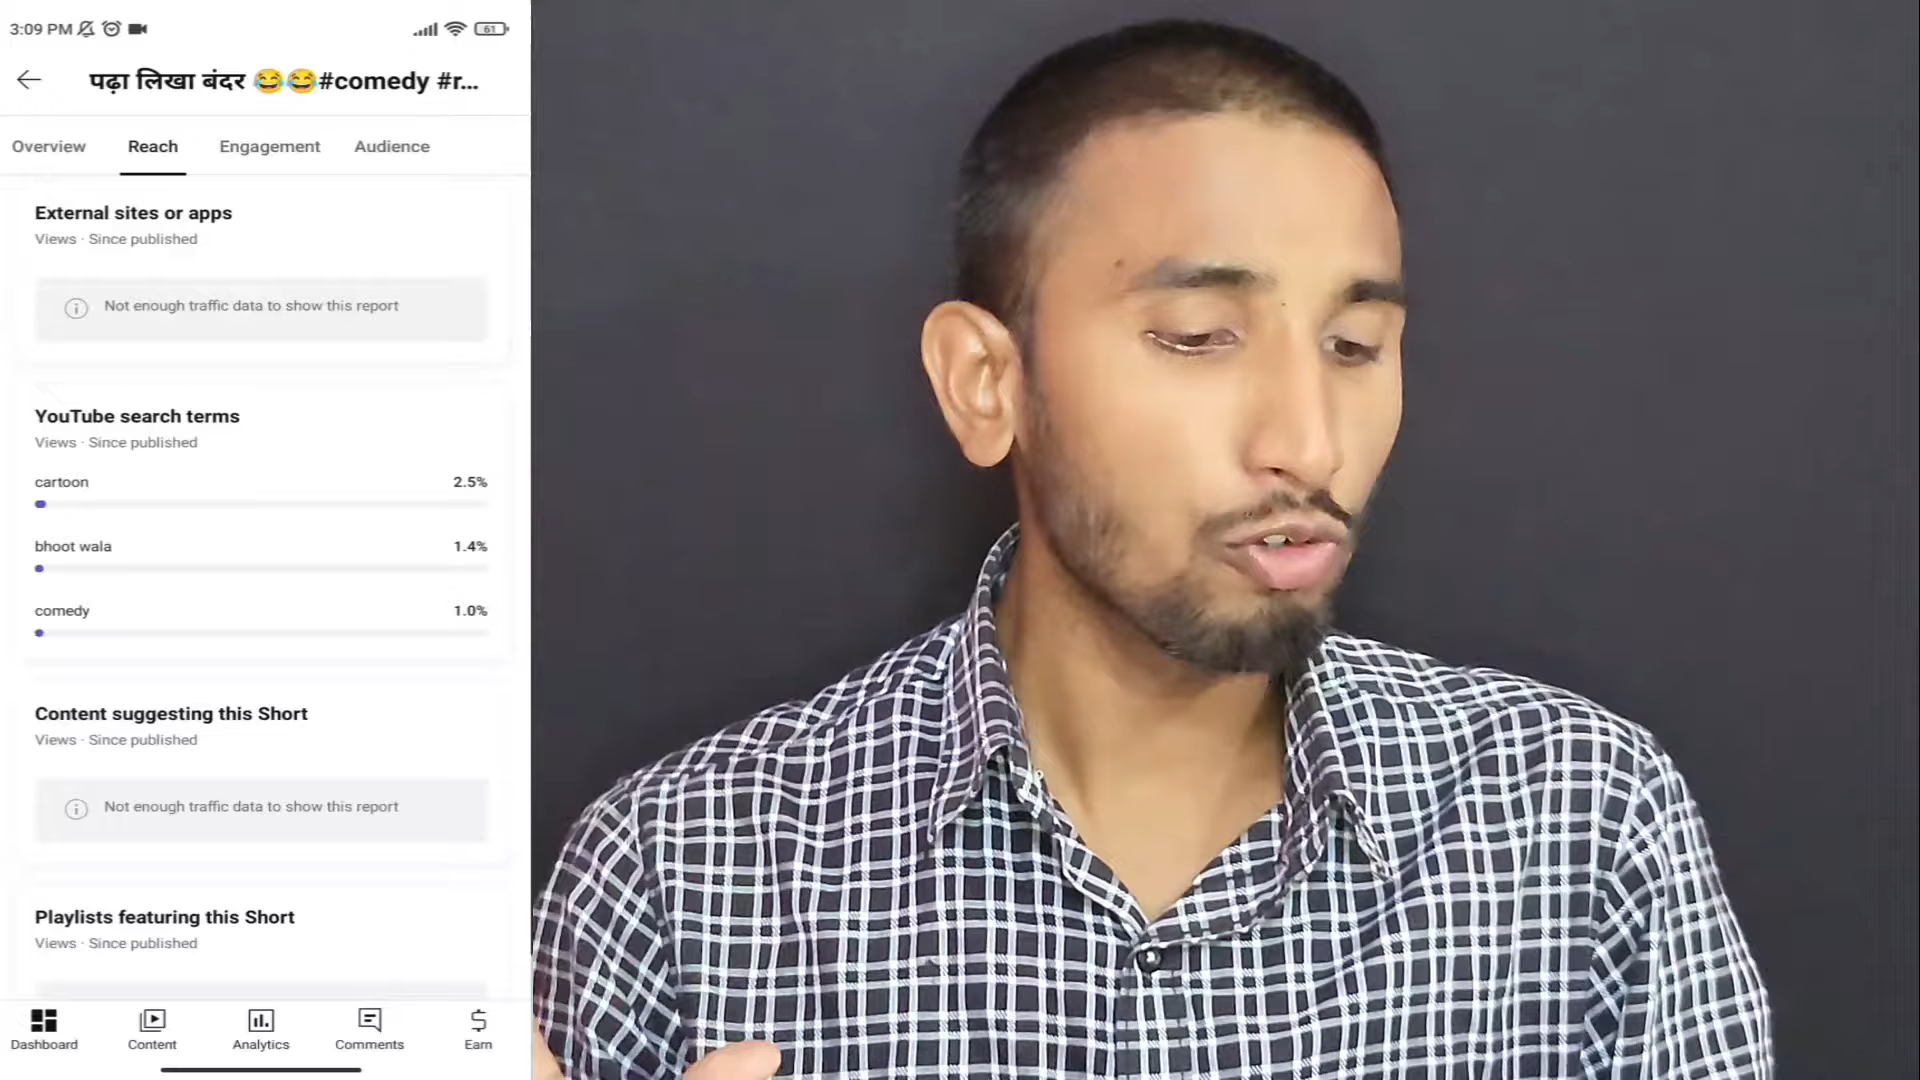 3:09 PM 61
पढ़ा लिखा बंदर 😂😂#comedy #r...
Overview Reach Engagement Audience
External sites or apps
Views · Since published
Not enough traffic data to show this report
YouTube search terms
Views · Since published
cartoon 2.5%
bhoot wala 1.4%
comedy 1.0%
Content suggesting this Short
Views · Since published
Not enough traffic data to show this report
Playlists featuring this Short
Views · Since published
Dashboard Content Analytics Comments Earn